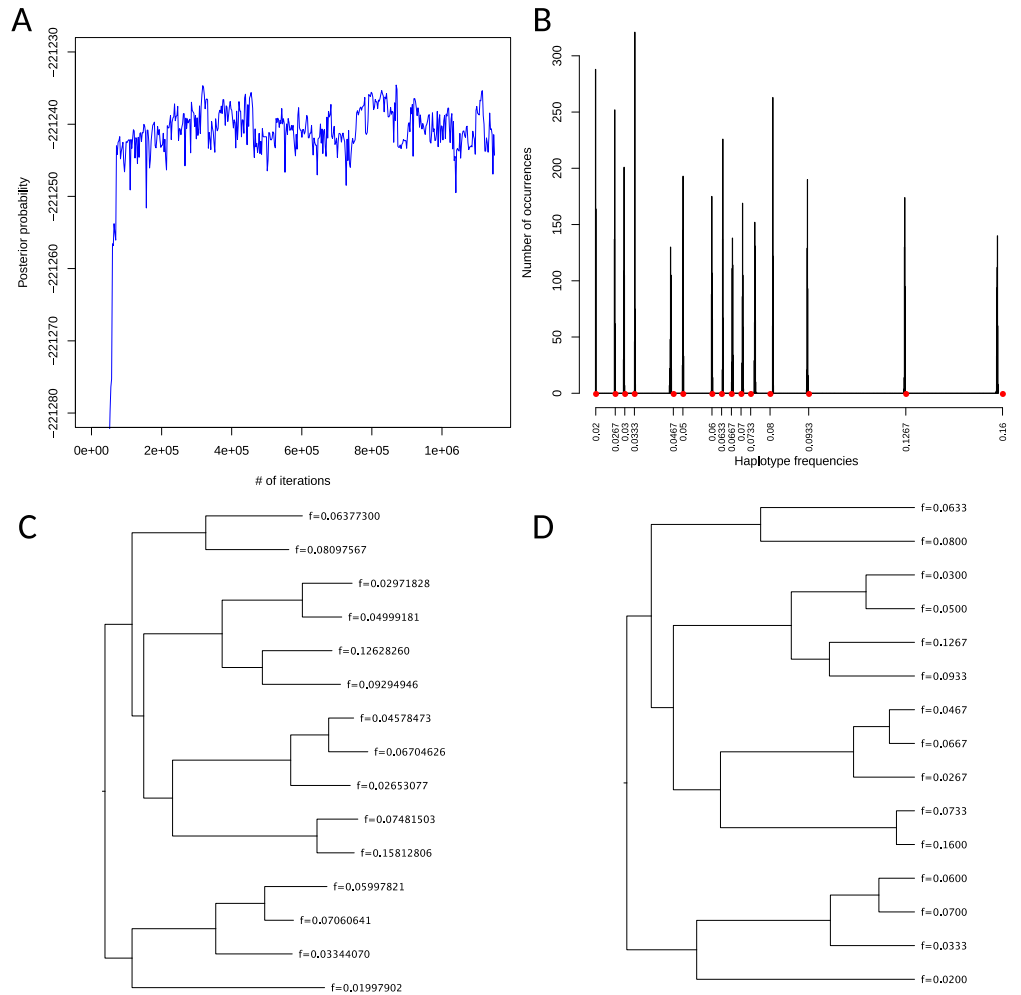 A
−221230
−221240
−221250
−221260
−221270
−221280
Posterior probability
0e+00
2e+05
4e+05
6e+05
8e+05
1e+06
# of iterations
B
300
250
200
150
100
50
0
Number of occurrences
0.02
0.0267
0.03
0.0333
0.0467
0.05
0.06
0.0633
0.0667
0.07
0.0733
0.08
0.0933
0.1267
0.16
Haplotype frequencies
C
f=0.06377300
f=0.08097567
f=0.02971828
f=0.04999181
f=0.12628260
f=0.09294946
f=0.04578473
f=0.06704626
f=0.02653077
f=0.07481503
f=0.15812806
f=0.05997821
f=0.07060641
f=0.03344070
f=0.01997902
D
f=0.0633
f=0.0800
f=0.0300
f=0.0500
f=0.1267
f=0.0933
f=0.0467
f=0.0667
f=0.0267
f=0.0733
f=0.1600
f=0.0600
f=0.0700
f=0.0333
f=0.0200